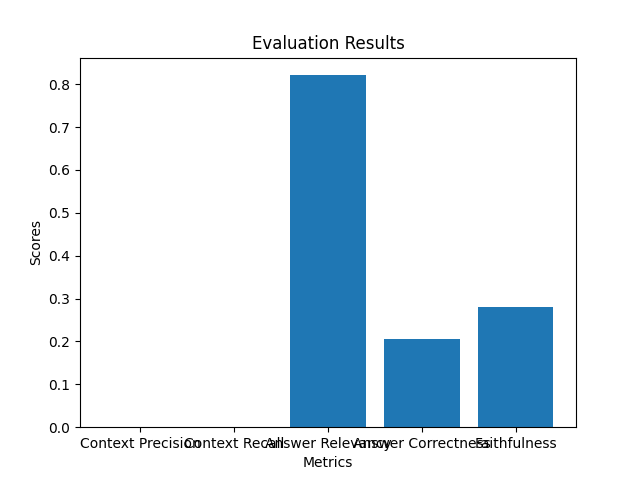 Evaluation Results
0.8
0.7
0.6
0.5
0.4
0.3
0.2
0.1
0.0
Scores
Context Precision
Context Recall
Answer Relevancy
Answer Correctness
Faithfulness
Metrics